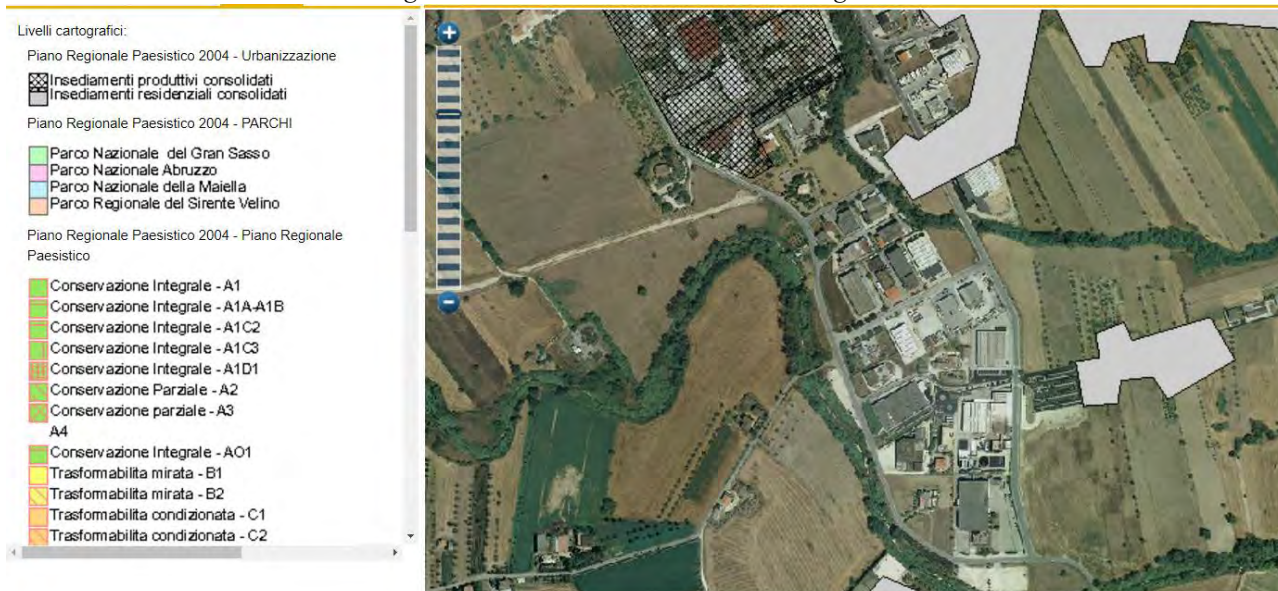 Livelli cartografici:
Piano Regionale Paesistico 2004 - Urbanizzazione
Insediamenti produttivi consolidati
Insediamenti residenziali consolidati
Piano Regionale Paesistico 2004 - PARCHI
Parco Nazionale del Gran Sasso
Parco Nazionale Abruzzo
Parco Nazionale della Maiella
Parco Regionale del Sirente Velino
Piano Regionale Paesistico 2004 - Piano Regionale
Paesistico
Conservazione Integrale - A1
Conservazione Integrale - A1A-A1B
Conservazione Integrale - A1C2
Conservazione Integrale - A1C3
Conservazione Integrale - A1D1
Conservazione Parziale - A2
Conservazione parziale - A3
A4
Conservazione Integrale - AO1
Trasformabilita mirata - B1
Trasformabilita mirata - B2
Trasformabilita condizionata - C1
Trasformabilita condizionata - C2